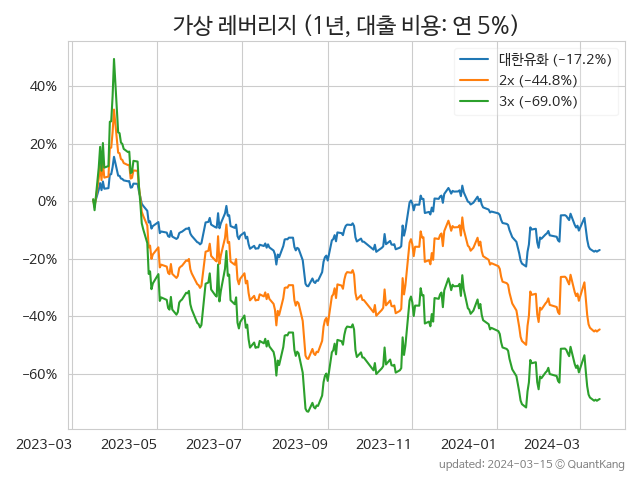 가상 레버리지 (1년, 대출 비용: 연 5%)
대한유화 (−17.2%)
2x (−44.8%)
3x (−69.0%)
40%
20%
0%
−20%
−40%
−60%
2023−03 2023−05 2023−07 2023−09 2023−11 2024−01 2024−03
updated: 2024-03-15 © QuantKang